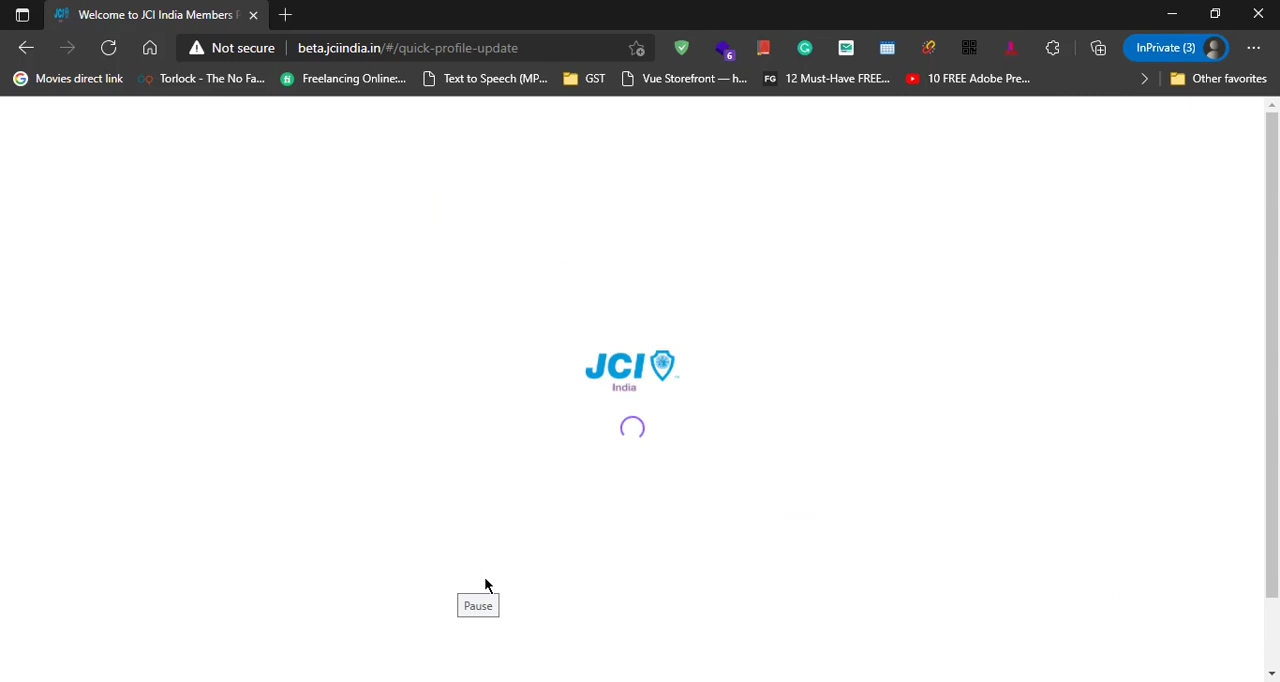 Welcome to JCI India Members
InPrivate (3)
Not secure
beta.jciindia.in/#/quick-profile-update
6
Movies direct link
Torlock - The No Fa...
Freelancing Online:...
Text to Speech (MP...
GST
Vue Storefront — h...
FG
12 Must-Have FREE...
10 FREE Adobe Pre...
Other favorites
JCI
India
Pause